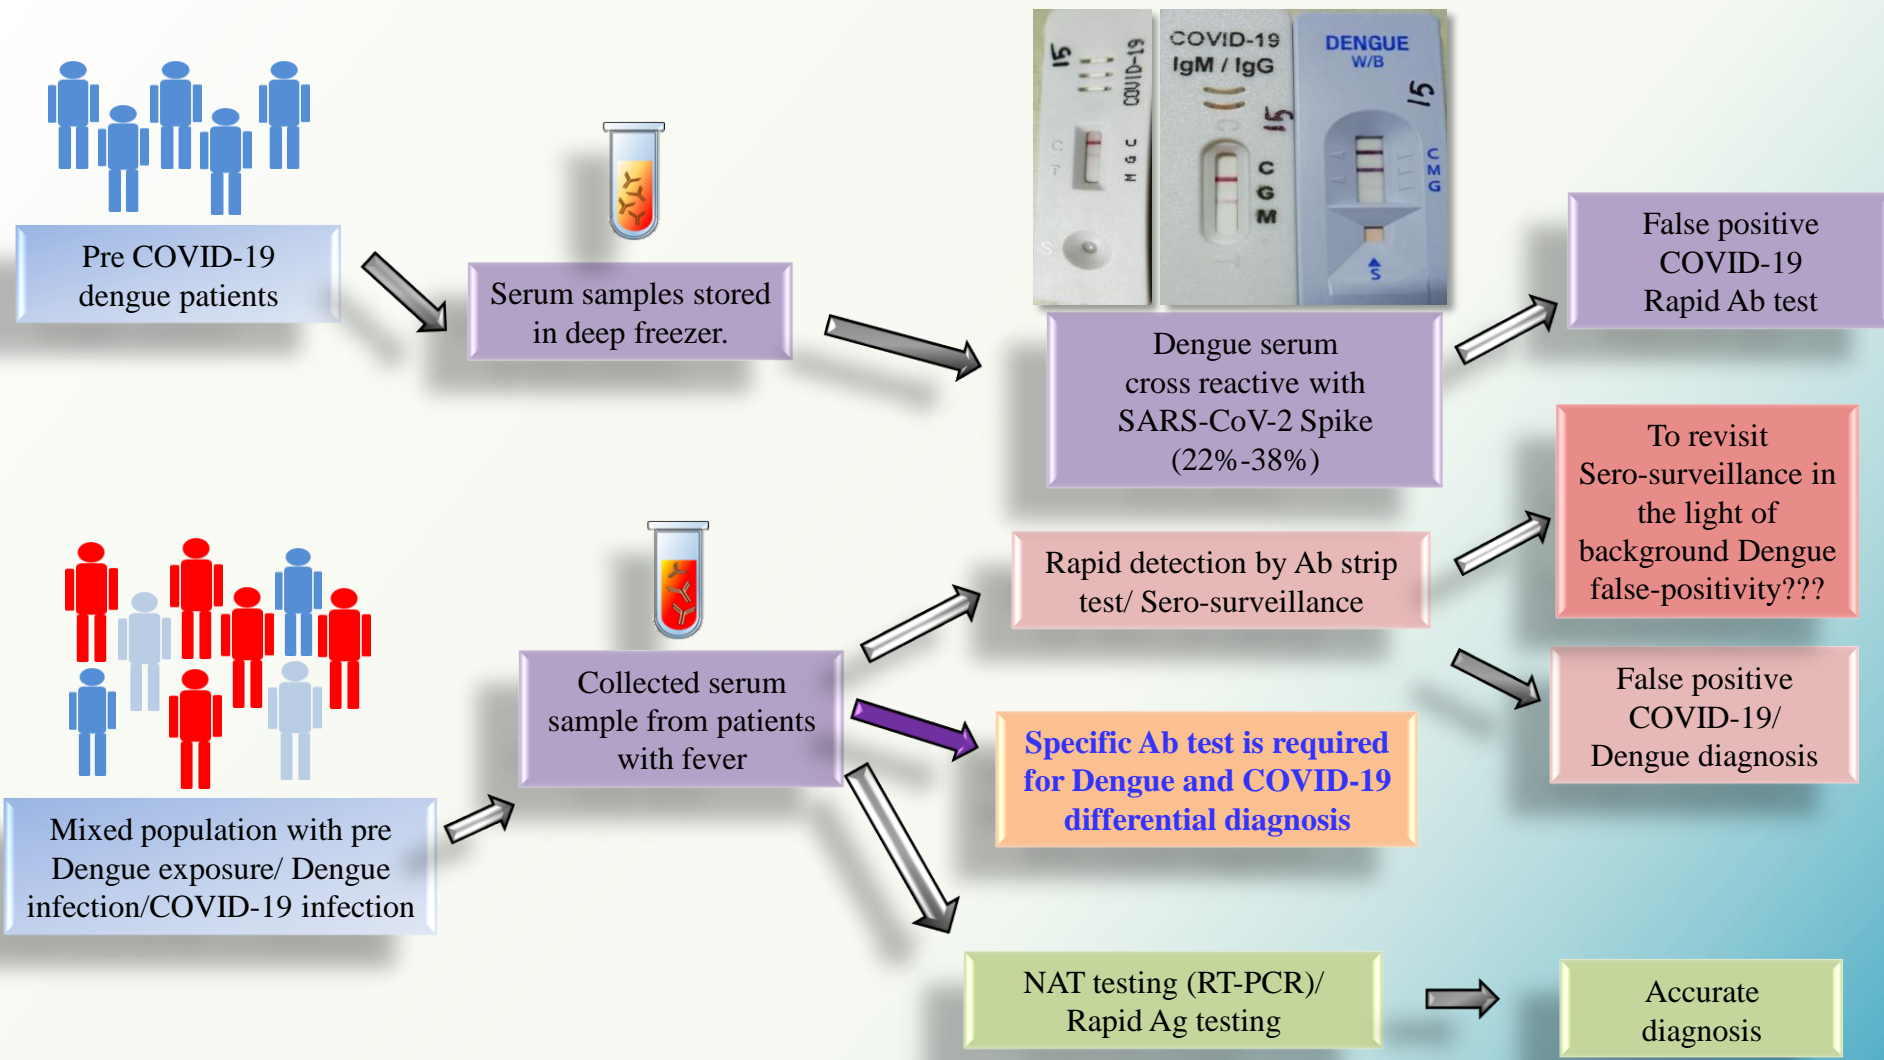 15
COVID-19
C
T
M G C
S
COVID-19
IgM / IgG
15
C
G
M
T
DENGUE
W/B
15
C
M
G
S
Pre COVID-19
dengue patients
Serum samples stored
in deep freezer.
Dengue serum
cross reactive with
SARS-CoV-2 Spike
(22%-38%)
False positive
COVID-19
Rapid Ab test
Mixed population with pre
Dengue exposure/ Dengue
infection/COVID-19 infection
Collected serum
sample from patients
with fever
Rapid detection by Ab strip
test/ Sero-surveillance
To revisit
Sero-surveillance in
the light of
background Dengue
false-positivity???
False positive
COVID-19/
Dengue diagnosis
Specific Ab test is required
for Dengue and COVID-19
differential diagnosis
NAT testing (RT-PCR)/
Rapid Ag testing
Accurate
diagnosis